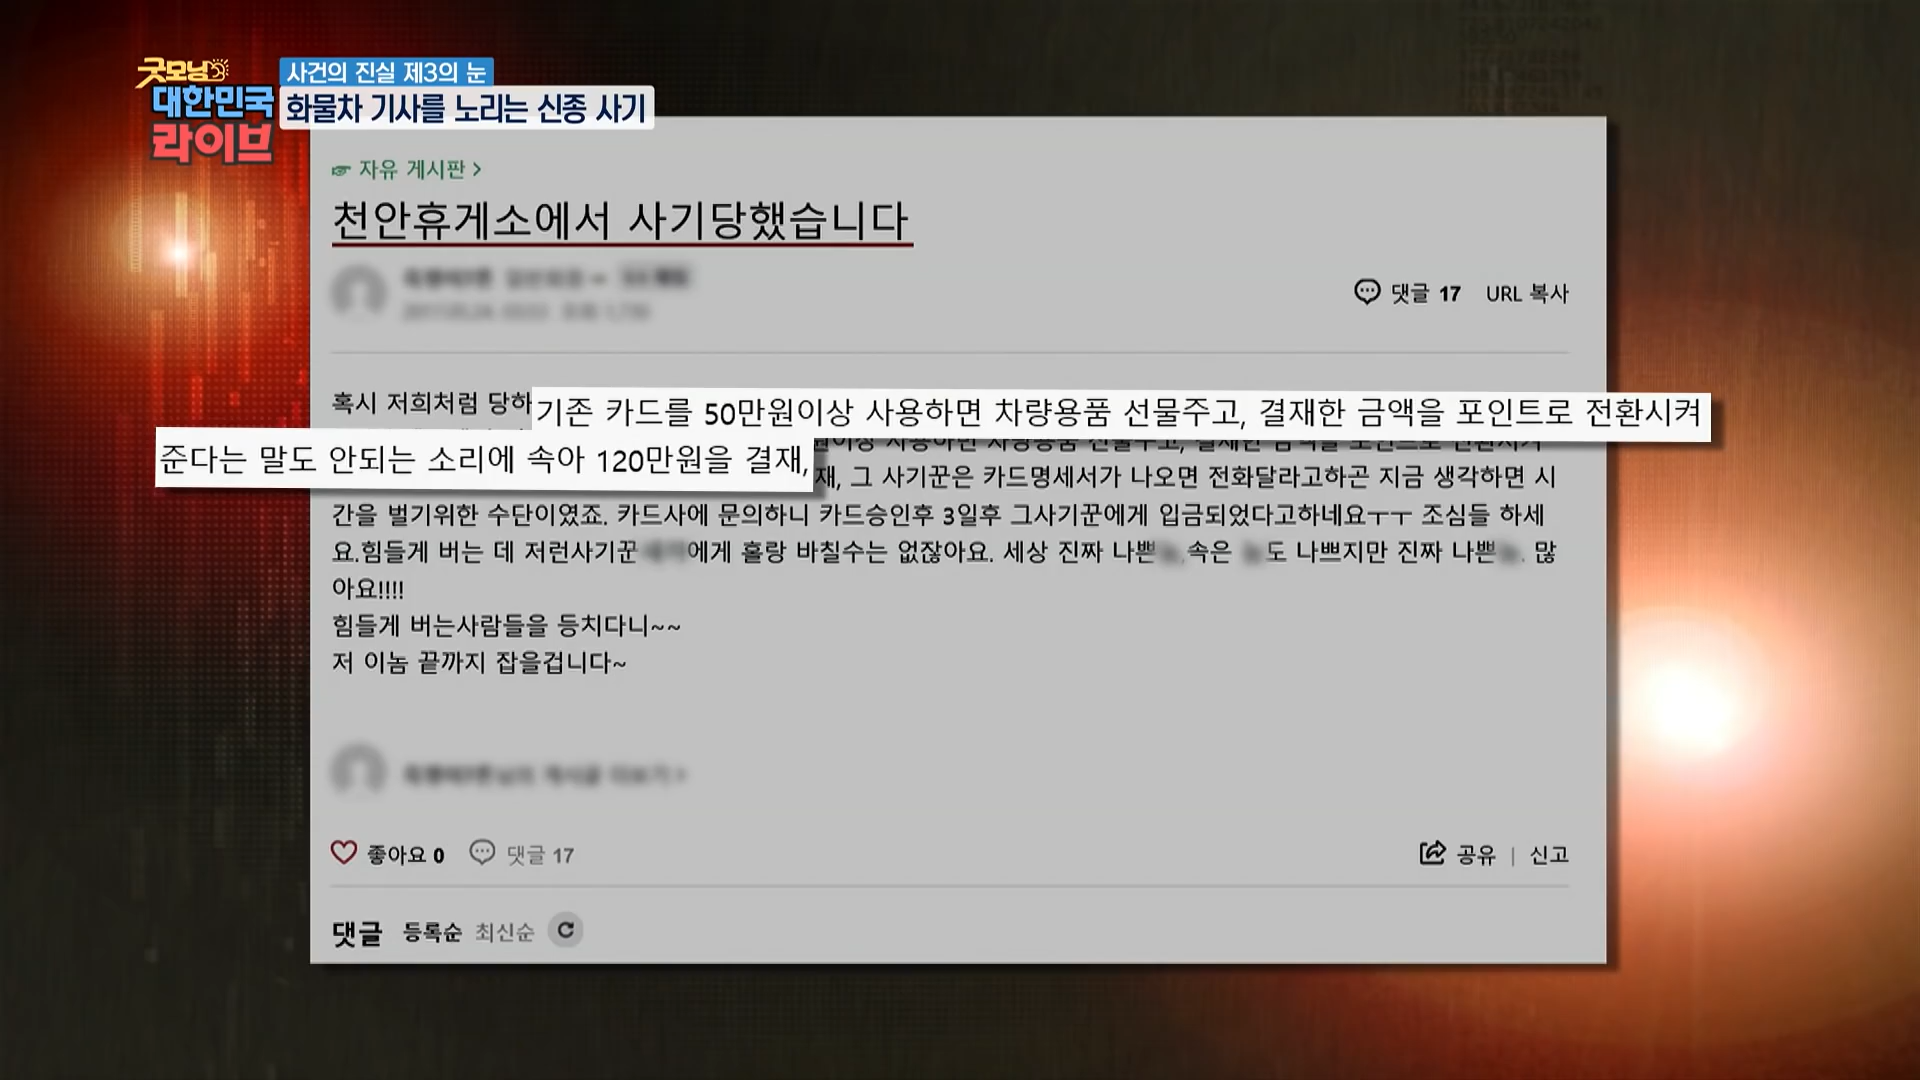 굿모닝
대한민국
라이브
사건의 진실 제3의 눈
화물차 기사를 노리는 신종 사기
☞ 자유 게시판 >
천안휴게소에서 사기당했습니다
댓글 17 URL 복사
혹시 저희처럼 당하
기존 카드를 50만원이상 사용하면 차량용품 선물주고, 결재한 금액을 포인트로 전환시켜
준다는 말도 안되는 소리에 속아 120만원을 결재,
재, 그 사기꾼은 카드명세서가 나오면 전화달라고하곤 지금 생각하면 시
간을 벌기위한 수단이였죠. 카드사에 문의하니 카드승인후 3일후 그사기꾼에게 입금되었다고하네요ㅜㅜ 조심들 하세
요.힘들게 버는 데 저런사기꾼 에게 홀랑 바칠수는 없잖아요. 세상 진짜 나쁜 속은 도 나쁘지만 진짜 나쁜 . 많
아요!!!!
힘들게 버는사람들을 등치다니~~
저 이놈 끝까지 잡을겁니다~
좋아요 0 댓글 17 공유 | 신고
댓글 등록순 최신순